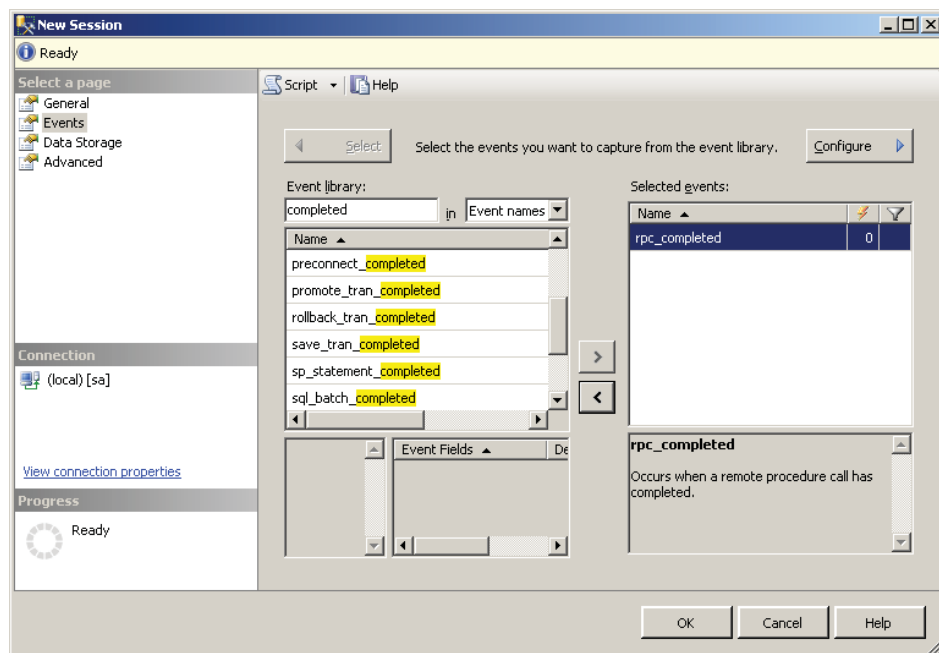 New Session
Ready
Select a page
General
Events
Data Storage
Advanced
Connection
(local) [sa]
View connection properties
Progress
Ready
Script Help
Select Select the events you want to capture from the event library. Configure
Event library:
completed in Event names
Name
preconnect_completed
promote_tran_completed
rollback_tran_completed
save_tran_completed
sp_statement_completed
sql_batch_completed
Event Fields De
Selected events:
Name
rpc_completed 0
rpc_completed
Occurs when a remote procedure call has
completed.
OK Cancel Help